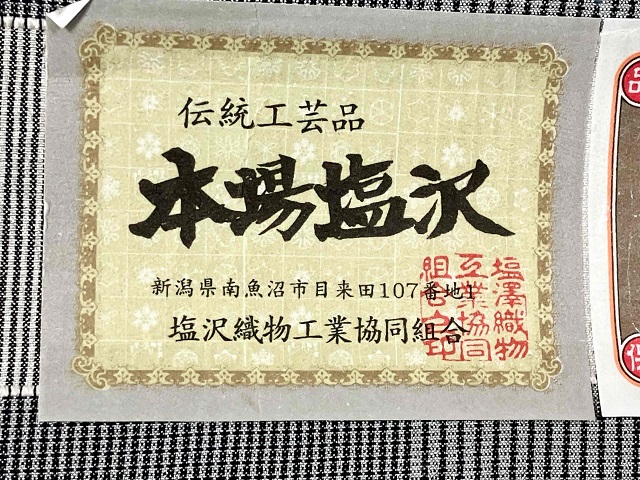 伝統工芸品
本場塩沢
新潟県南魚沼市目来田107番地1
塩沢織物工業協同組合
塩澤織物
工業協同
組合之印
品